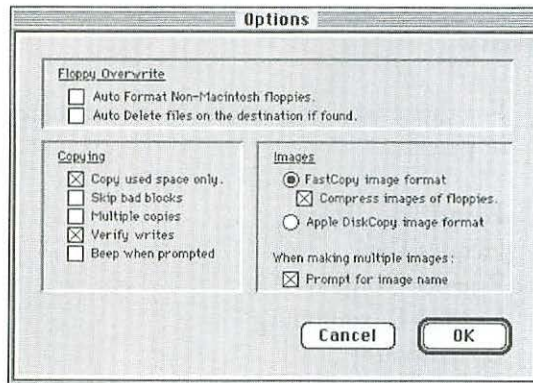 Options
Floppy Overwrite
Auto Format Non-Macintosh floppies.
Auto Delete files on the destination if found.
Copying
Copy used space only.
Skip bad blocks
Multiple copies
Verify writes
Beep when prompted
Images
FastCopy image format
Compress images of floppies.
Apple DiskCopy image format
When making multiple images:
Prompt for image name
Cancel
OK